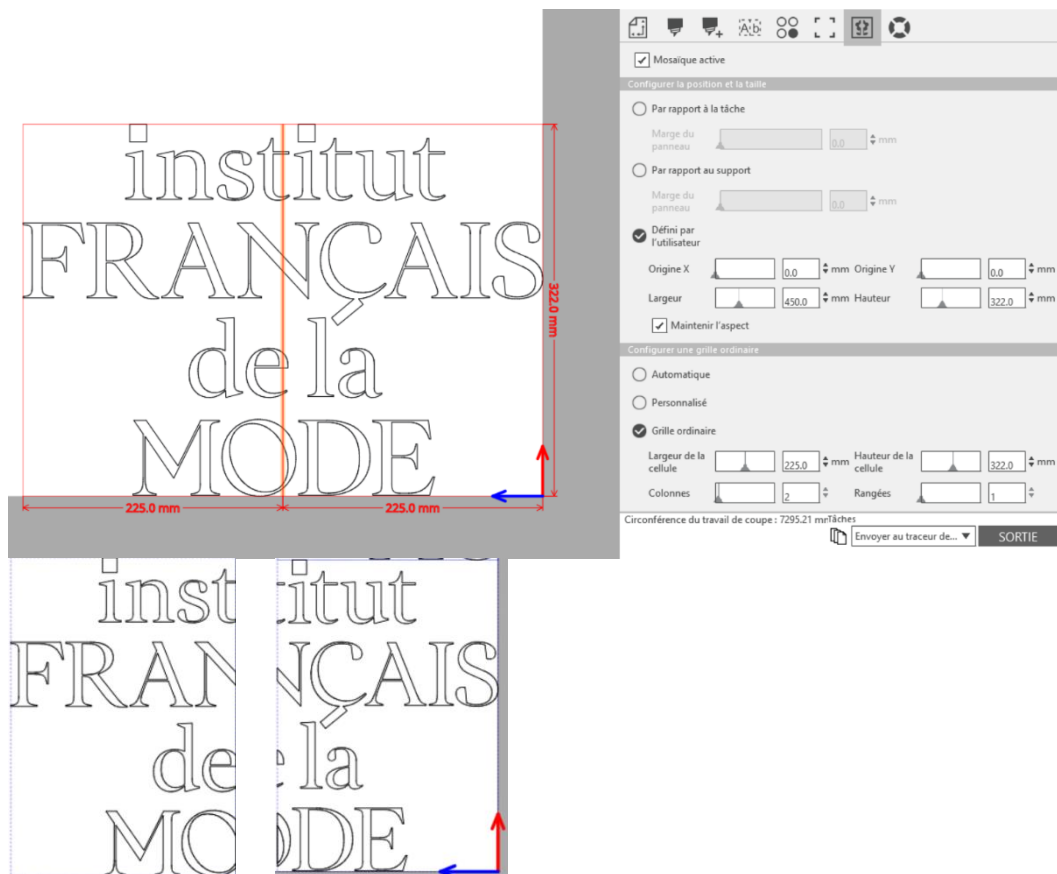 institut
FRANÇAIS
de la
MODE
322.0 mm
225.0 mm
225.0 mm
A·b
Mosaïque active
Configurer la position et la taille
Par rapport à la tâche
Marge du panneau 0.0 mm
Par rapport au support
Marge du panneau 0.0 mm
Défini par l'utilisateur
Origine X 0.0 mm Origine Y 0.0 mm
Largeur 450.0 mm Hauteur 322.0 mm
Maintenir l'aspect
Configurer une grille ordinaire
Automatique
Personnalisé
Grille ordinaire
Largeur de la cellule 225.0 mm Hauteur de la cellule 322.0 mm
Colonnes 2 Rangées 1
Circonférence du travail de coupe : 7295.21 mm Tâches
Envoyer au traceur de... SORTIE
inst itut
FRAN NÇAIS
de e la
MO ODE